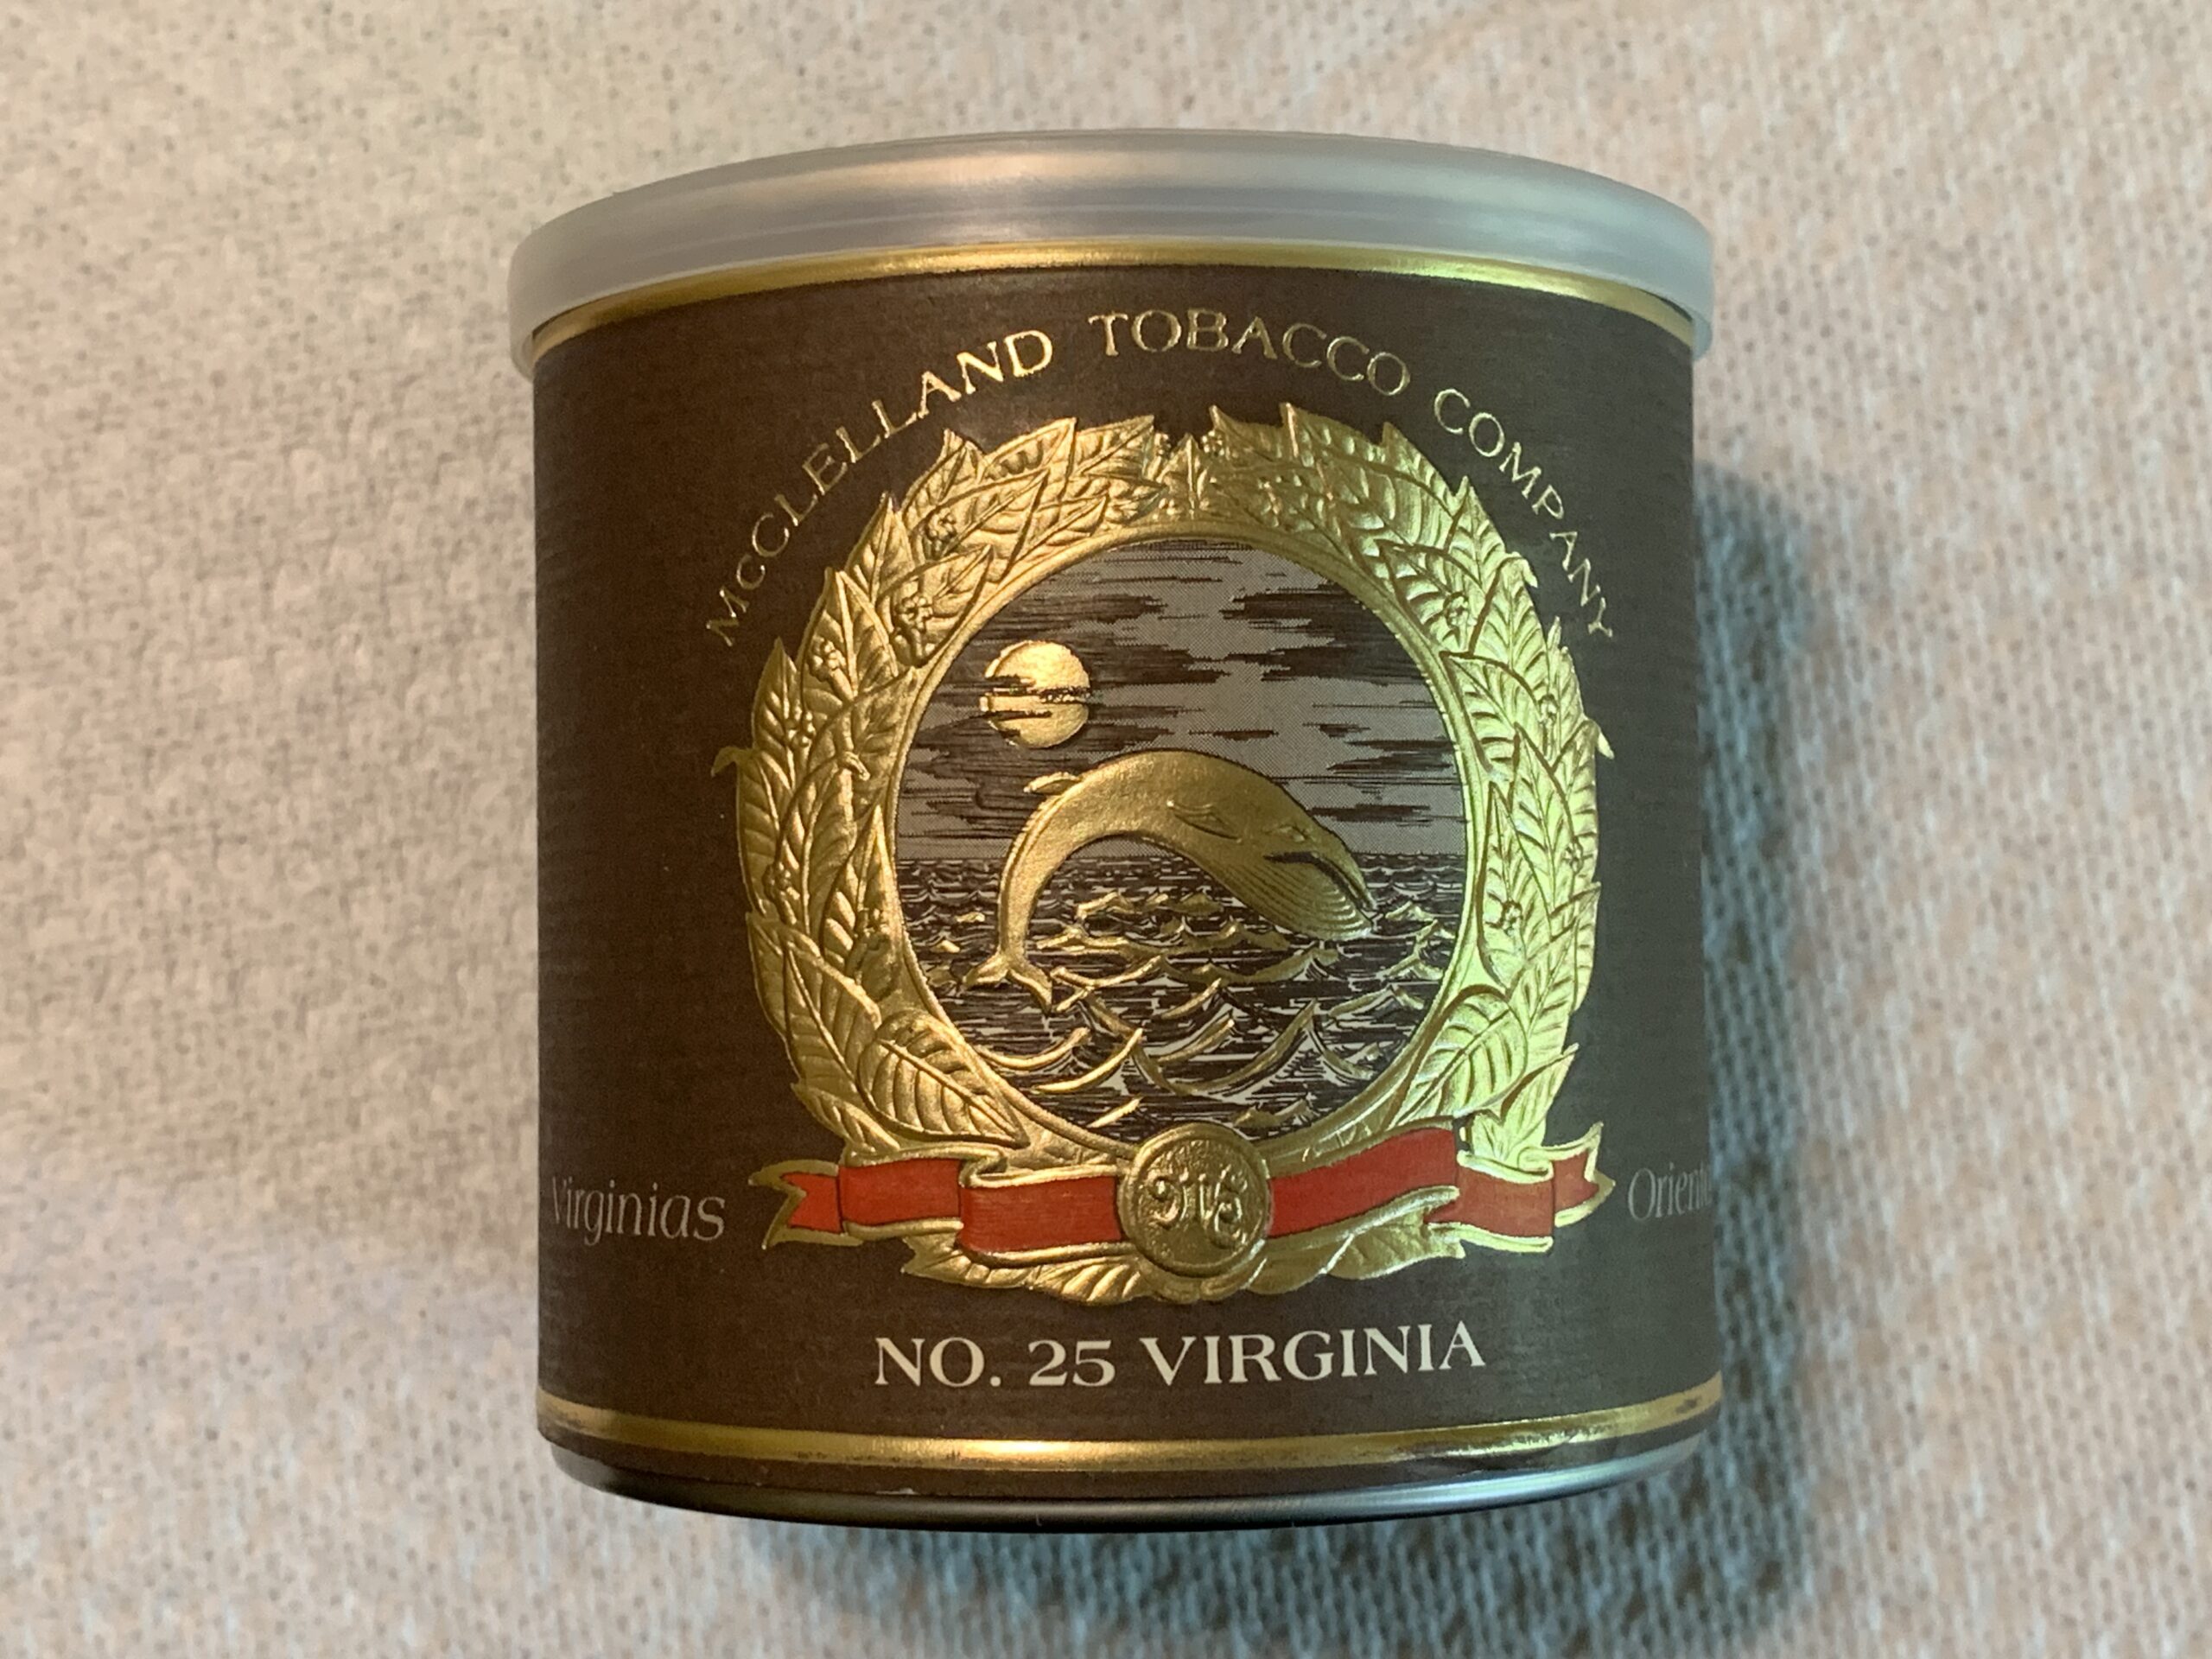 McCLELLAND TOBACCO COMPANY
Virginias
NO. 25 VIRGINIA